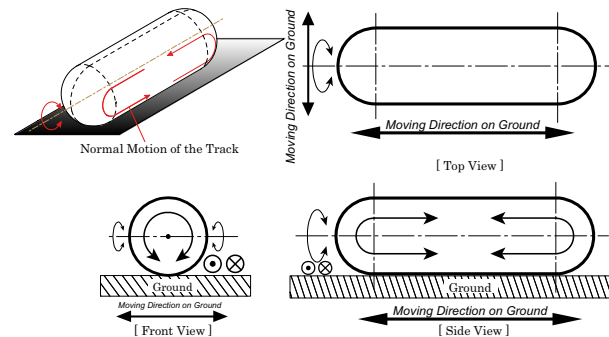 Normal Motion of the Track
Moving Direction on Ground
Moving Direction on Ground
[ Top View ]
Ground
Moving Direction on Ground
[ Front View ]
Ground
Moving Direction on Ground
[ Side View ]